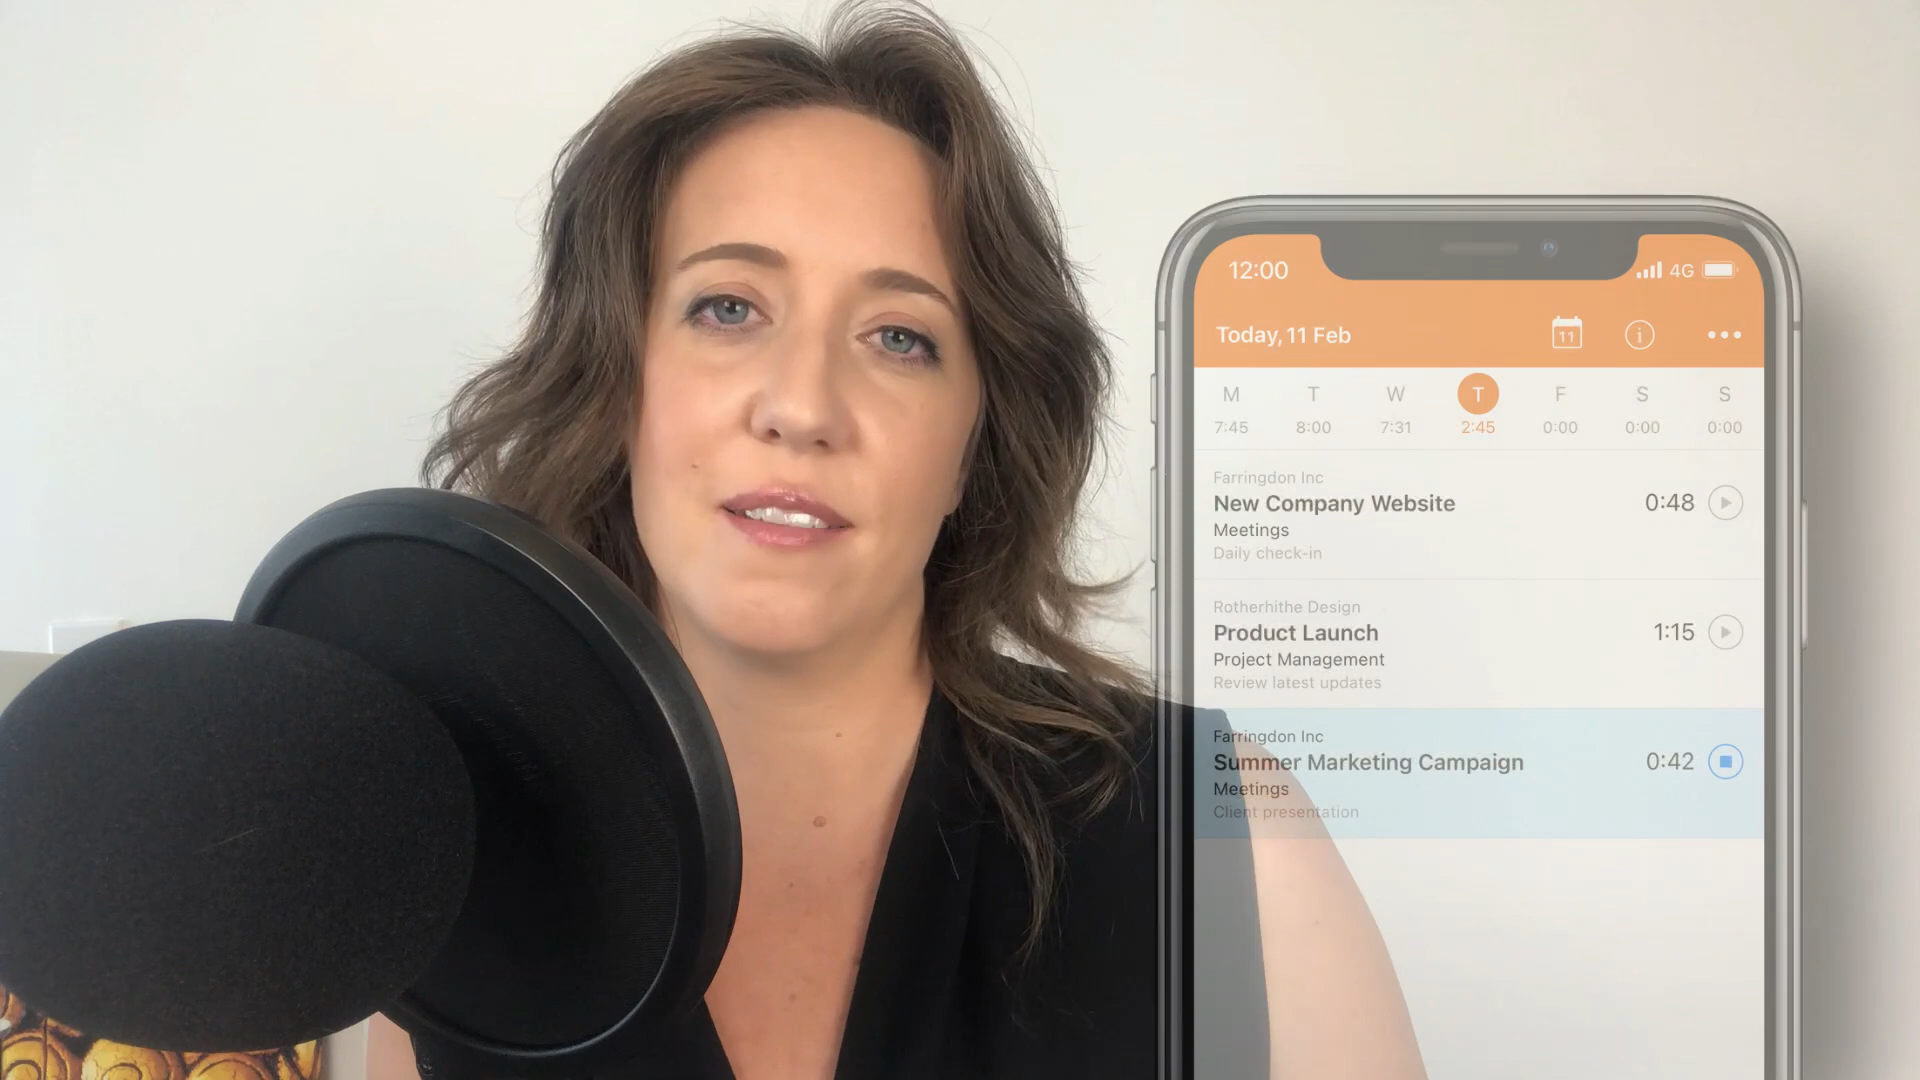 12:00 4G
Today, 11 Feb 11
M T W T F S S
7:45 8:00 7:31 2:45 0:00 0:00 0:00
Farringdon Inc
New Company Website 0:48
Meetings
Daily check-in
Rotherhithe Design
Product Launch 1:15
Project Management
Review latest updates
Farringdon Inc
Summer Marketing Campaign 0:42
Meetings
Client presentation